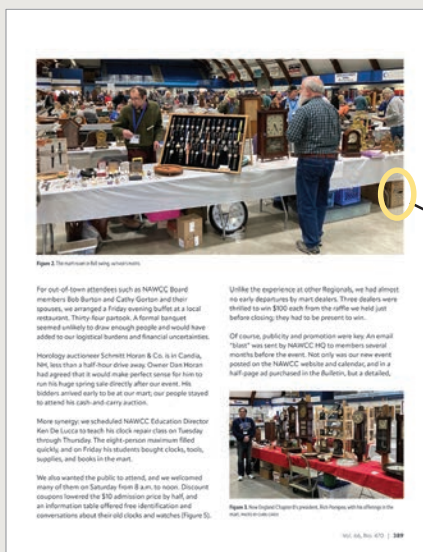 Figure 2. The mart room in full swing.
For out-of-town attendees such as NAWCC Board
members Bob Burton and Cathy Gorton and their
spouses, we arranged a Friday evening buffet at a local
restaurant. Thirty-four partook. A formal banquet
seemed unlikely to draw enough people and would have
added to our logistical burdens and financial uncertainties.
Horology auctioneer Schmitt Horan & Co. is in Candia,
NH, less than a half-hour drive away. Owner Dan Horan
had agreed that it would make perfect sense for him to
run his huge spring sale directly after our event. His
bidders arrived early to be at our mart; our people stayed
to attend his cash-and-carry auction.
More synergy: we scheduled NAWCC Education Director
Ken De Lucca to teach his clock repair class on Tuesday
through Thursday. The eight-person maximum filled
quickly, and on Friday his students bought clocks, tools,
supplies, and books in the mart.
We also wanted the public to attend, and we welcomed
many of them on Saturday from 8 a.m. to noon. Discount
coupons lowered the $10 admission price by half, and
an information table offered free identification and
conversations about their old clocks and watches (Figure 5).
Unlike the experience at other Regionals, we had almost
no early departures by mart dealers. Three dealers were
thrilled to win $100 each from the raffle we held just
before closing; they had to be present to win.
Of course, publicity and promotion were key. An email
"blast" was sent by NAWCC HQ to members several
months before the event. Not only was our new event
posted on the NAWCC website and calendar, and in a
half-page ad purchased in the Bulletin, but a detailed,
Figure 3. New England Chapter 8's president, Rich Pampas, with his offerings in the
mart. PHOTO BY
Vol. 66, No. 470 | 389